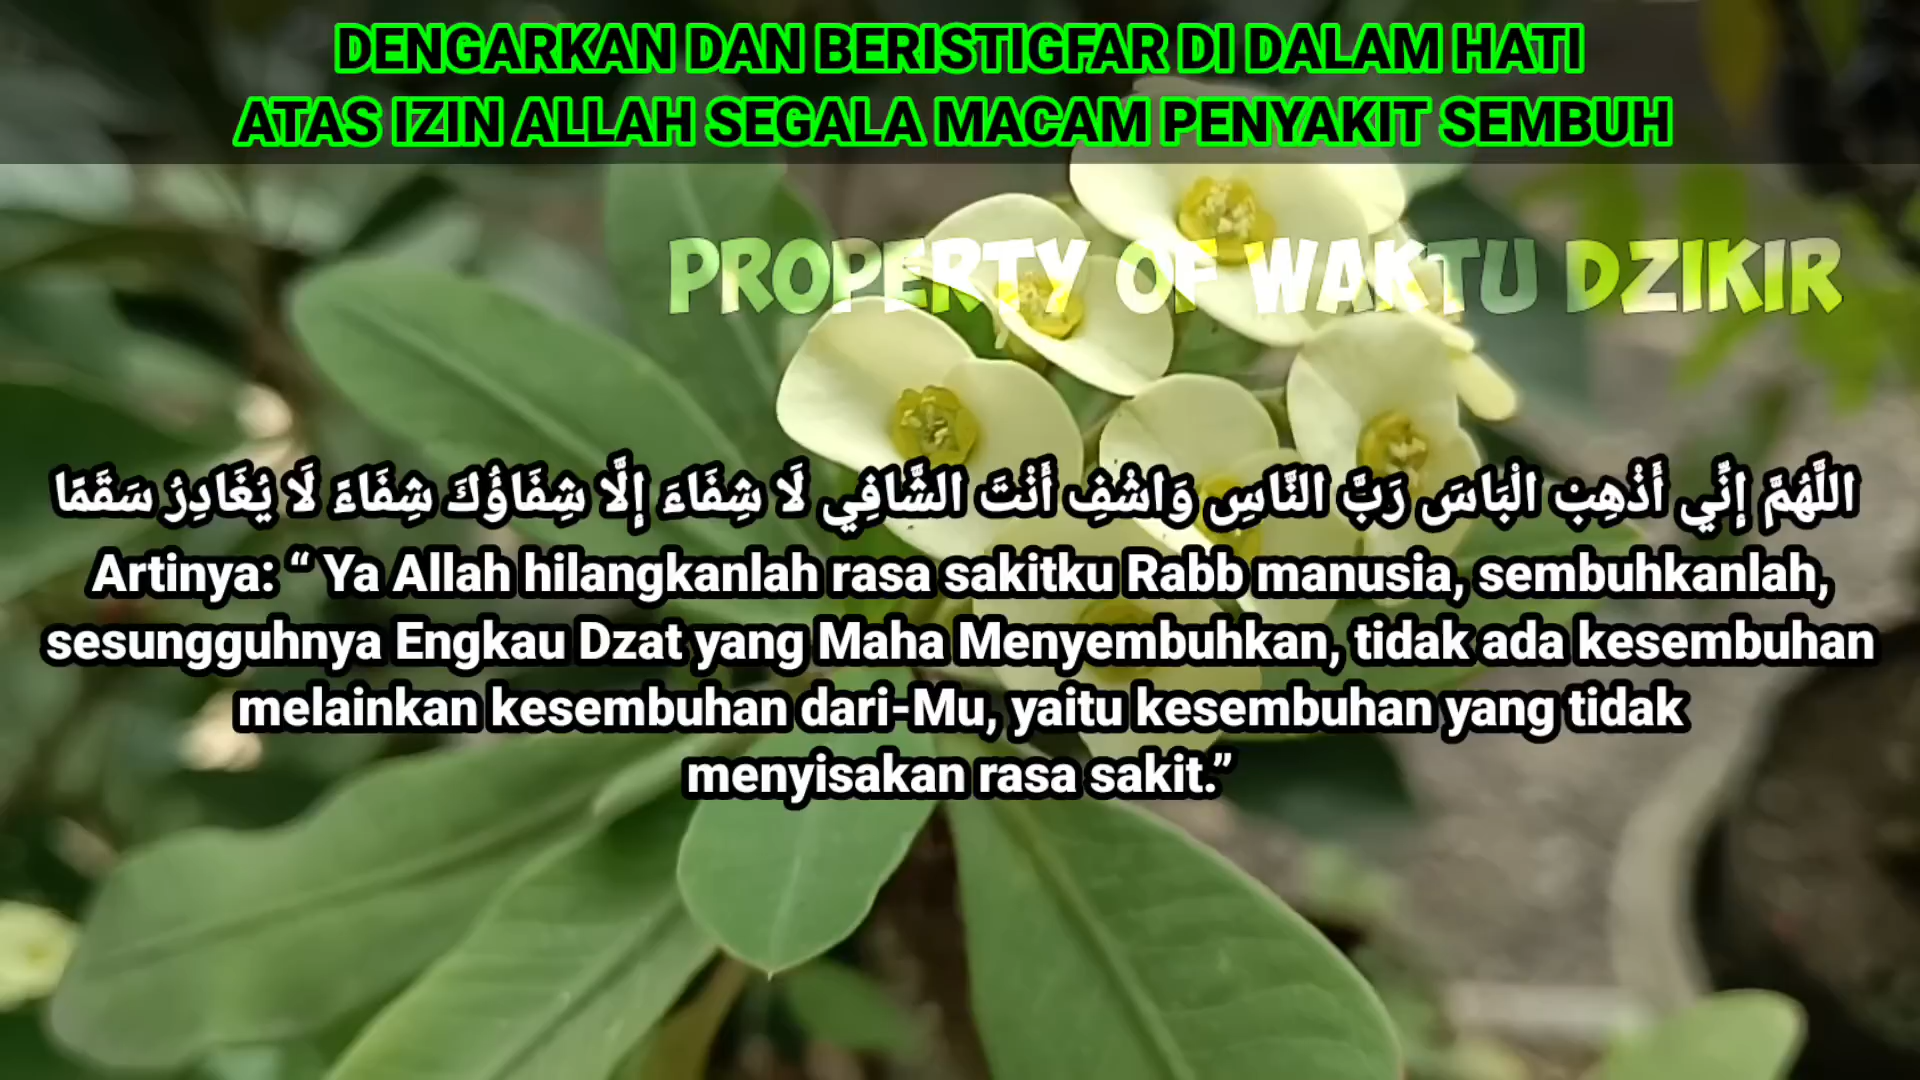 DENGARKAN DAN BERISTIGFAR DI DALAM HATI
ATAS IZIN ALLAH SEGALA MACAM PENYAKIT SEMBUH
PROPERTY OF WAKTU DZIKIR
اللَّهُمَّ إِنِّي أَذْهِبِ الْبَاسَ رَبَّ النَّاسِ وَاشْفِ أَنْتَ الشَّافِي لَا شِفَاءَ إِلَّا شِفَاؤُكَ شِفَاءً لَا يُغَادِرُ سَقَمًا
Artinya: “ Ya Allah hilangkanlah rasa sakitku Rabb manusia, sembuhkanlah,
sesungguhnya Engkau Dzat yang Maha Menyembuhkan, tidak ada kesembuhan
melainkan kesembuhan dari-Mu, yaitu kesembuhan yang tidak
menyisakan rasa sakit.”